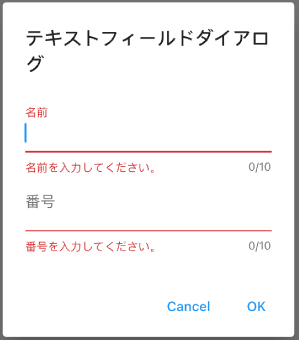 テキストフィールドダイアロ
グ
名前
名前を入力してください。 0/10
番号
番号を入力してください。 0/10
Cancel OK